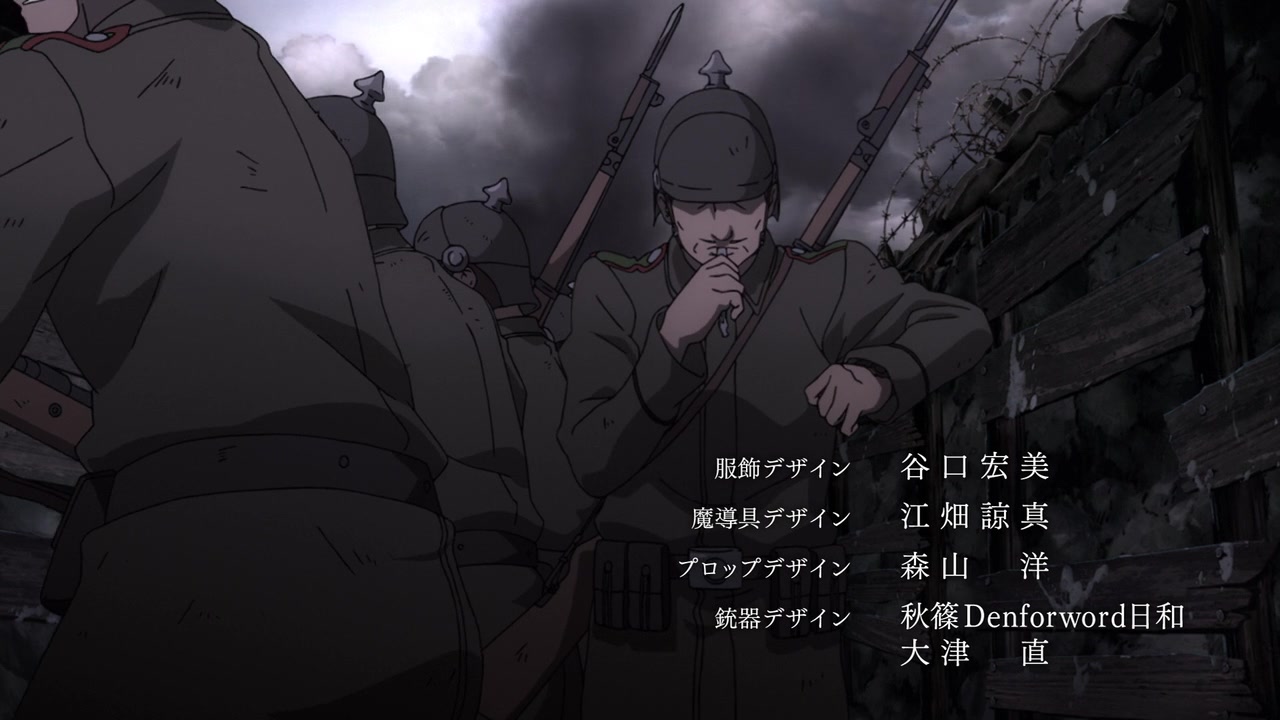 服飾デザイン 谷口宏美
魔導具デザイン 江畑諒真
プロップデザイン 森山 洋
銃器デザイン 秋篠Denforword日和
大津 直